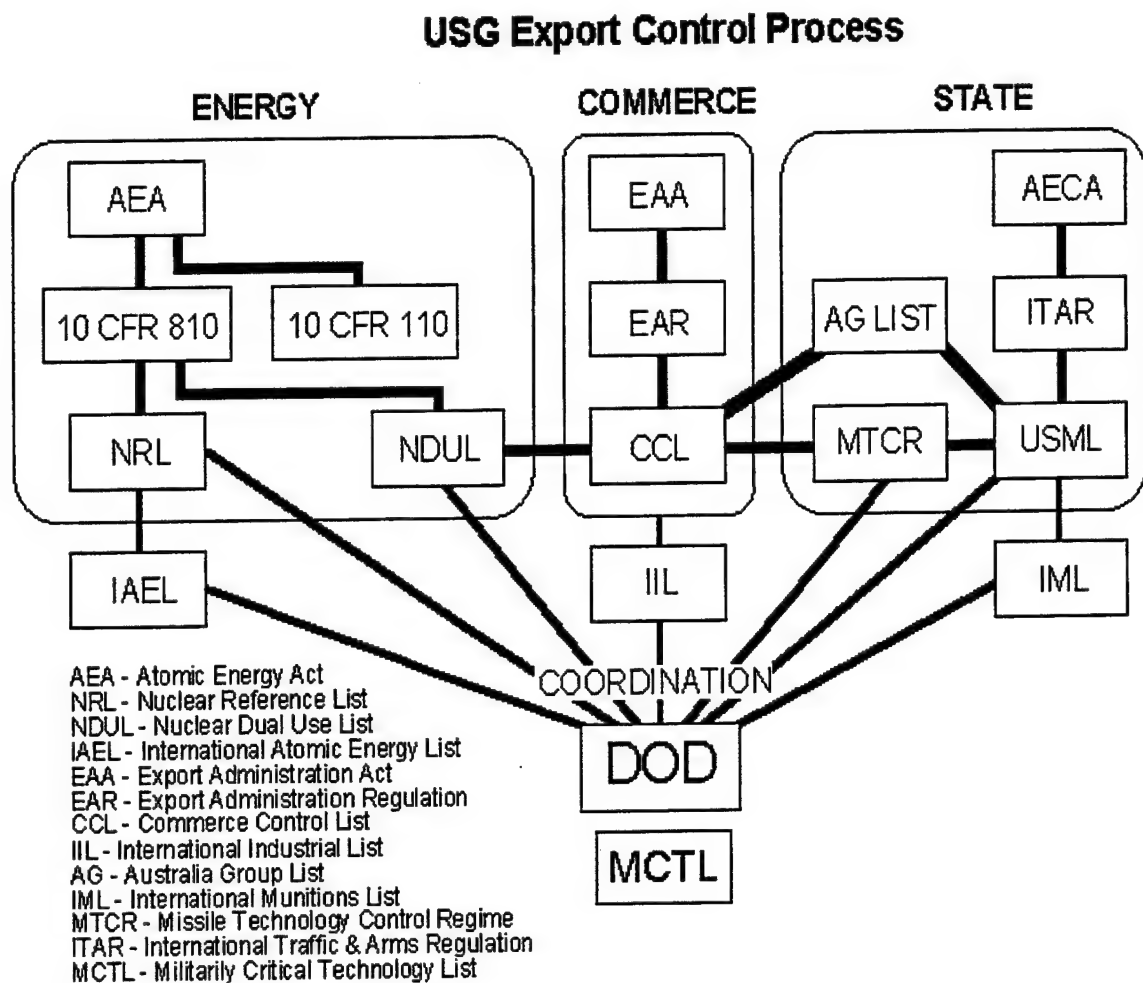 USG Export Control Process
ENERGY
COMMERCE
STATE
AEA
EAA
AECA
10 CFR 810
10 CFR 110
EAR
AG LIST
ITAR
NRL
NDUL
CCL
MTCR
USML
IAEL
IIL
IML
COORDINATION
DOD
MCTL
AEA - Atomic Energy Act
NRL - Nuclear Reference List
NDUL - Nuclear Dual Use List
IAEL - International Atomic Energy List
EAA - Export Administration Act
EAR - Export Administration Regulation
CCL - Commerce Control List
IIL - International Industrial List
AG - Australia Group List
IML - International Munitions List
MTCR - Missile Technology Control Regime
ITAR - International Traffic & Arms Regulation
MCTL - Militarily Critical Technology List